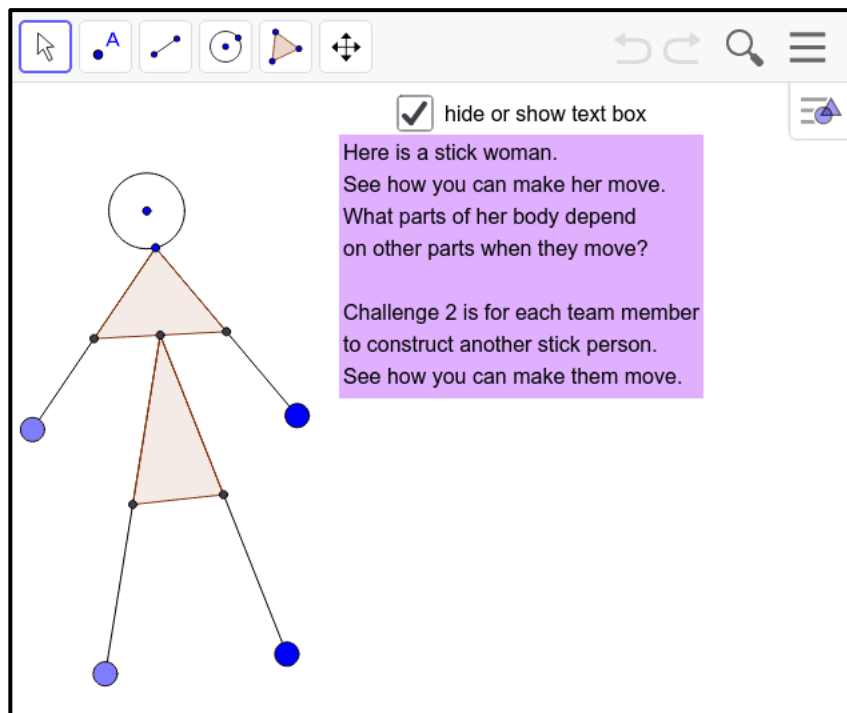 A
hide or show text box
Here is a stick woman.
See how you can make her move.
What parts of her body depend
on other parts when they move?
Challenge 2 is for each team member
to construct another stick person.
See how you can make them move.